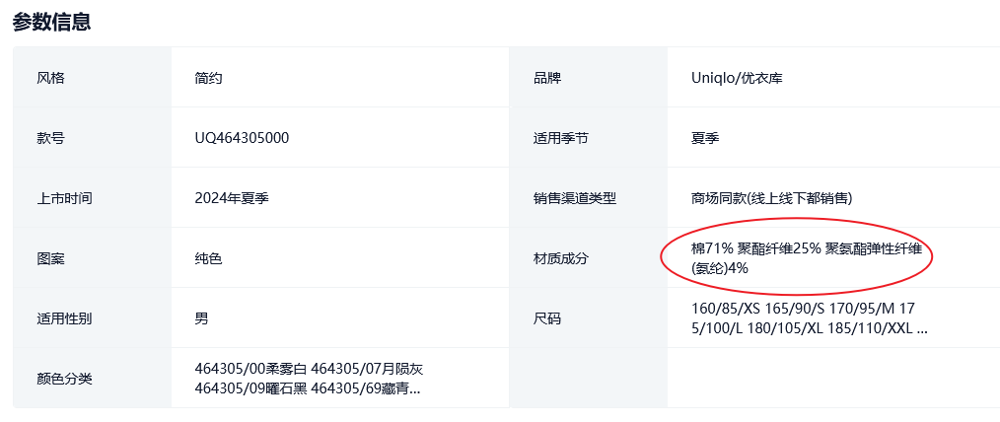 参数信息
风格 简约 品牌 Uniqlo/优衣库
款号 UQ464305000 适用季节 夏季
上市时间 2024年夏季 销售渠道类型 商场同款(线上线下都销售)
图案 纯色 材质成分 棉71% 聚酯纤维25% 聚氨酯弹性纤维
(氨纶)4%
适用性别 男 尺码 160/85/XS 165/90/S 170/95/M 17
5/100/L 180/105/XL 185/110/XXL ...
颜色分类 464305/00柔雾白 464305/07月陨灰
464305/09曜石黑 464305/69藏青...